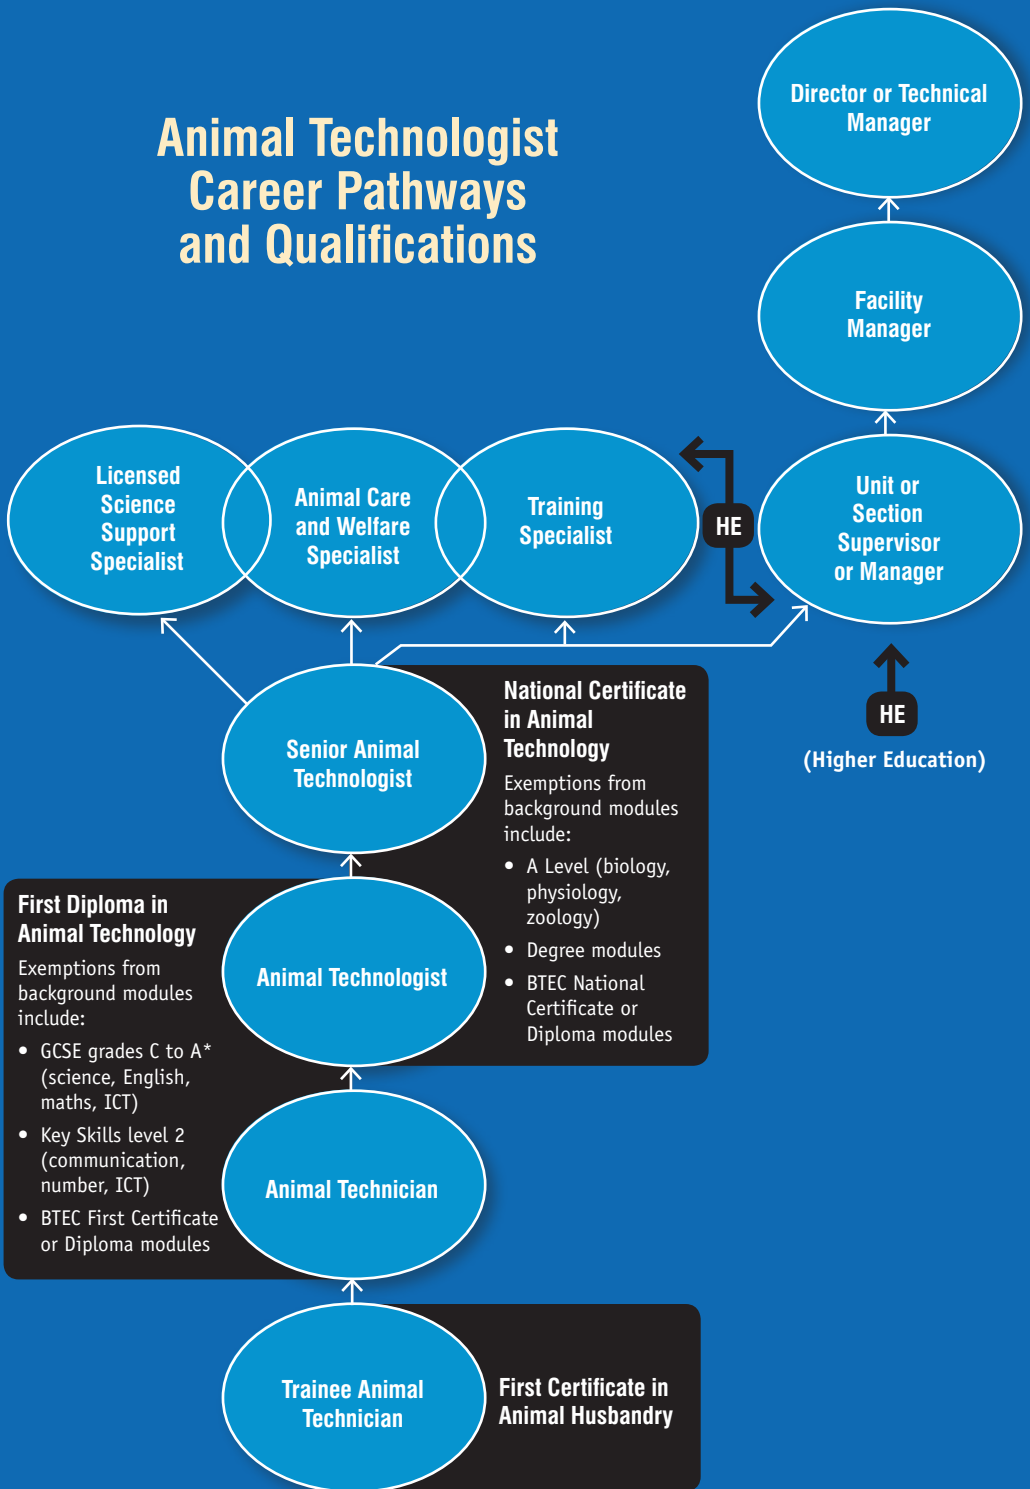 Animal Technologist
Career Pathways
and Qualifications
Director or Technical
Manager
Facility
Manager
Licensed
Science
Support
Specialist
Animal Care
and Welfare
Specialist
Training
Specialist
HE
Unit or
Section
Supervisor
or Manager
HE
(Higher Education)
Senior Animal
Technologist
National Certificate
in Animal
Technology
Exemptions from
background modules
include:
• A Level (biology,
physiology,
zoology)
• Degree modules
• BTEC National
Certificate or
Diploma modules
First Diploma in
Animal Technology
Exemptions from
background modules
include:
• GCSE grades C to A*
(science, English,
maths, ICT)
• Key Skills level 2
(communication,
number, ICT)
• BTEC First Certificate
or Diploma modules
Animal Technologist
Animal Technician
Trainee Animal
Technician
First Certificate in
Animal Husbandry